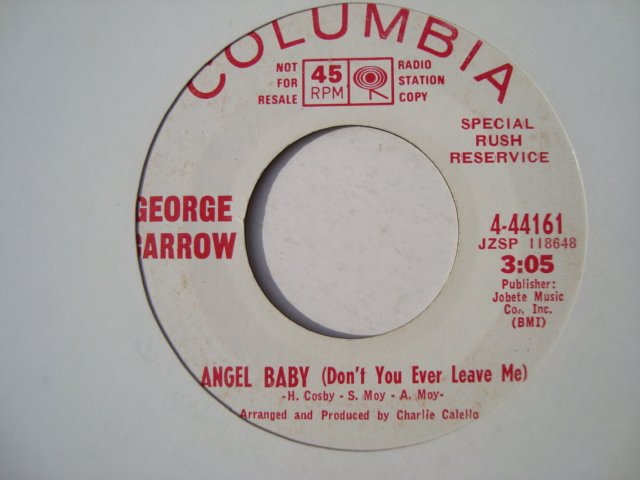 COLUMBIA
NOT
FOR
RESALE
45
RPM
RADIO
STATION
COPY
SPECIAL
RUSH
RESERVICE
GEORGE
CARROW
4-44161
JZSP 118648
3:05
Publisher:
Jobete Music
Co., Inc.
(BMI)
ANGEL BABY (Don't You Ever Leave Me)
-H. Cosby - S. Moy - A. Moy-
Arranged and Produced by Charlie Calello